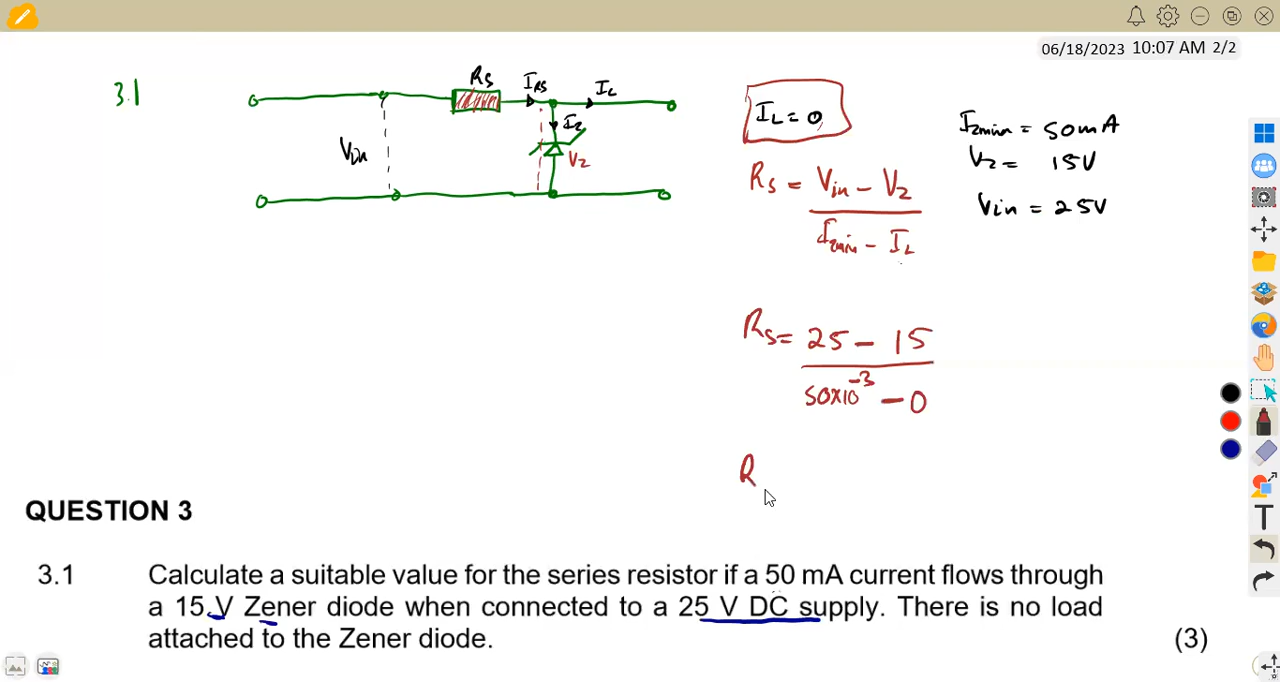 06/18/2023 10:07 AM 2/2
3.1
Rs
IRS
IL
IZ
Vin
VZ
IL = 0
Rs = Vin - VZ
Izmin - IL
Izmin = 50mA
VZ = 15V
Vin = 25V
Rs = 25 - 15
50x10⁻³ - 0
R
QUESTION 3
3.1 Calculate a suitable value for the series resistor if a 50 mA current flows through
a 15 V Zener diode when connected to a 25 V DC supply. There is no load
attached to the Zener diode. (3)
T